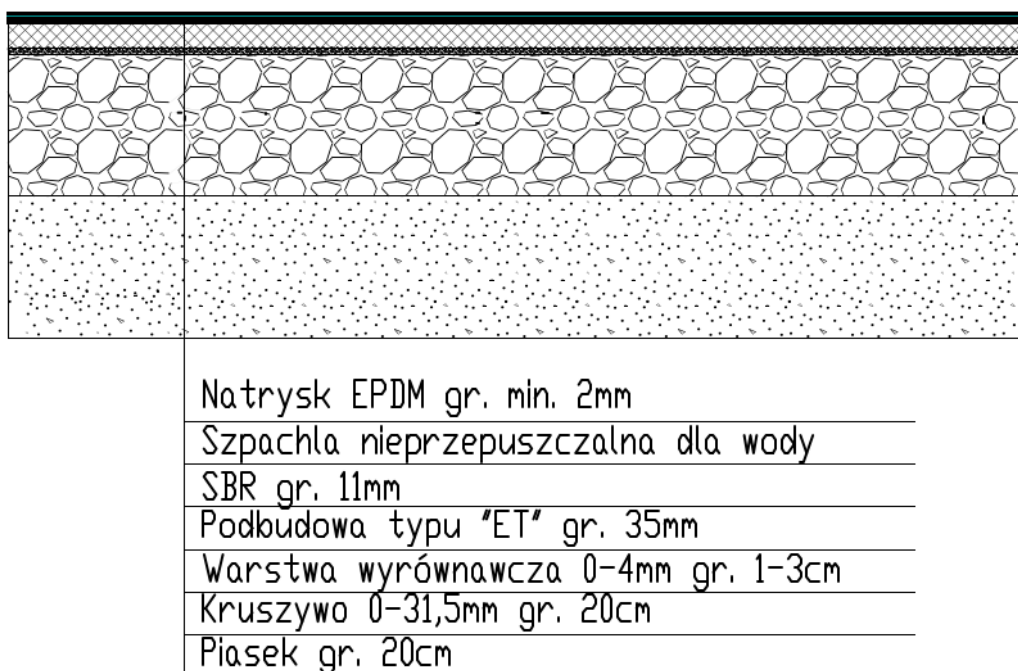 Natrysk EPDM gr. min. 2mm
Szpachla nieprzepuszczalna dla wody
SBR gr. 11mm
Podbudowa typu "ET" gr. 35mm
Warstwa wyrównawcza 0-4mm gr. 1-3cm
Kruszywo 0-31,5mm gr. 20cm
Piasek gr. 20cm